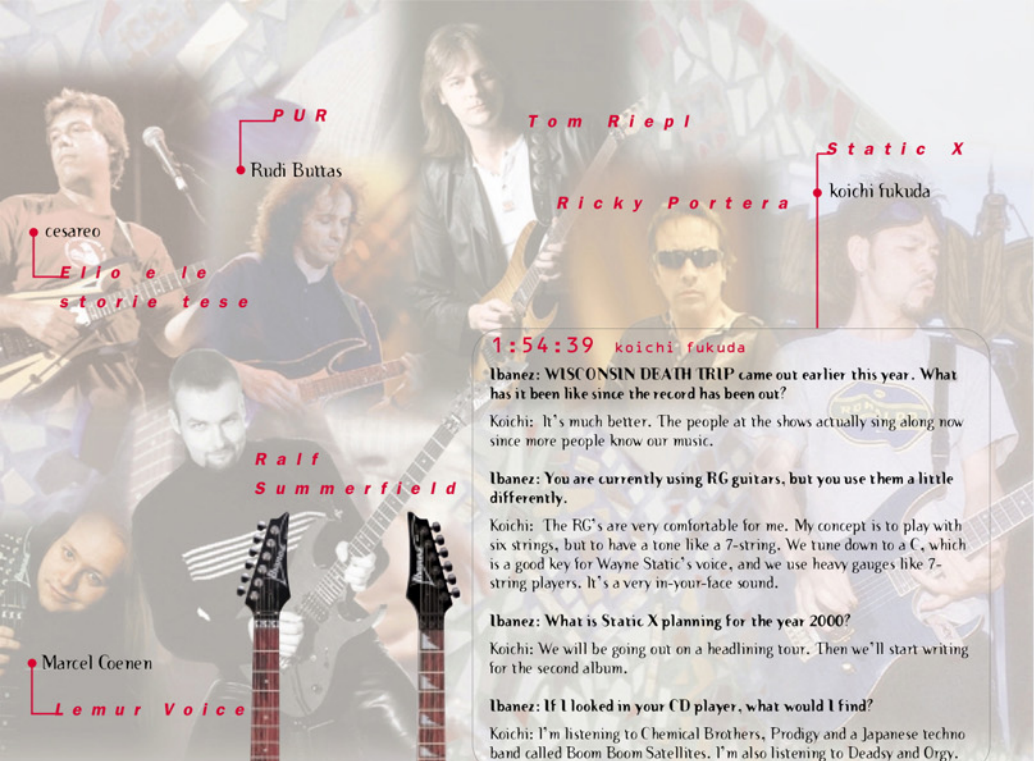 PUR
Rudi Buttas
Tom Riepl
Static X
koichi fukuda
Ricky Portera
cesareo
Elio e le
storie tese
1:54:39 koichi fukuda
Ibanez: WISCONSIN DEATH TRIP came out earlier this year. What
has it been like since the record has been out?
Koichi: It's much better. The people at the shows actually sing along now
since more people know our music.
Ibanez: You are currently using RG guitars, but you use them a little
differently.
Koichi: The RG's are very comfortable for me. My concept is to play with
six strings, but to have a tone like a 7-string. We tune down to a C, which
is a good key for Wayne Static's voice, and we use heavy gauges like 7-
string players. It's a very in-your-face sound.
Ibanez: What is Static X planning for the year 2000?
Koichi: We will be going out on a headlining tour. Then we'll start writing
for the second album.
Ibanez: If I looked in your CD player, what would I find?
Koichi: I'm listening to Chemical Brothers, Prodigy and a Japanese techno
band called Boom Boom Satellites. I'm also listening to Deadsy and Orgy.
Ralf
Summerfield
Ibanez
Ibanez
Marcel Coenen
Lemur Voice